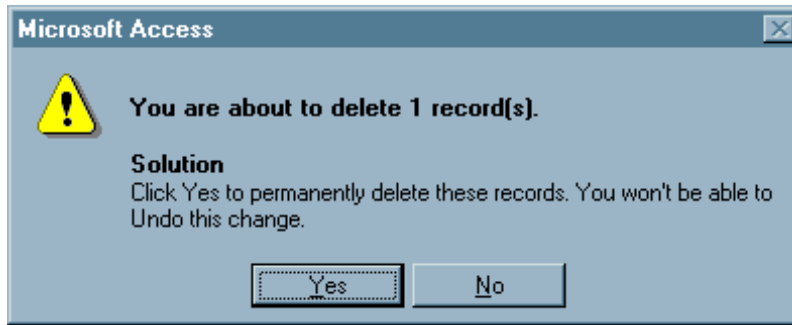 Microsoft Access
You are about to delete 1 record(s).
Solution
Click Yes to permanently delete these records. You won't be able to
Undo this change.
Yes
No